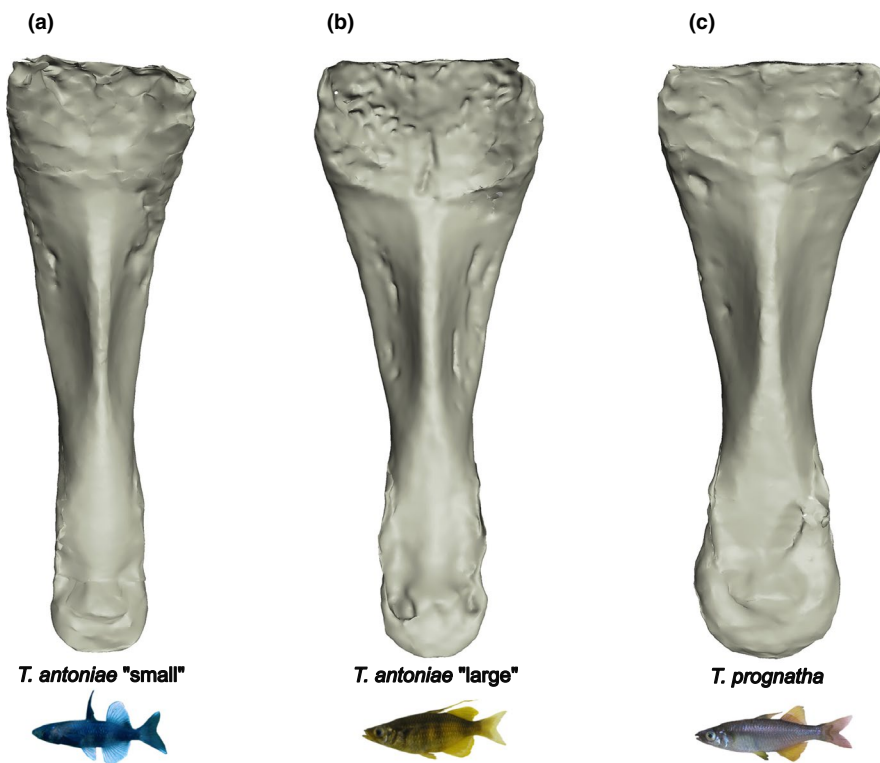 (a)
(b)
(c)
T. antoniae "small"
T. antoniae "large"
T. prognatha